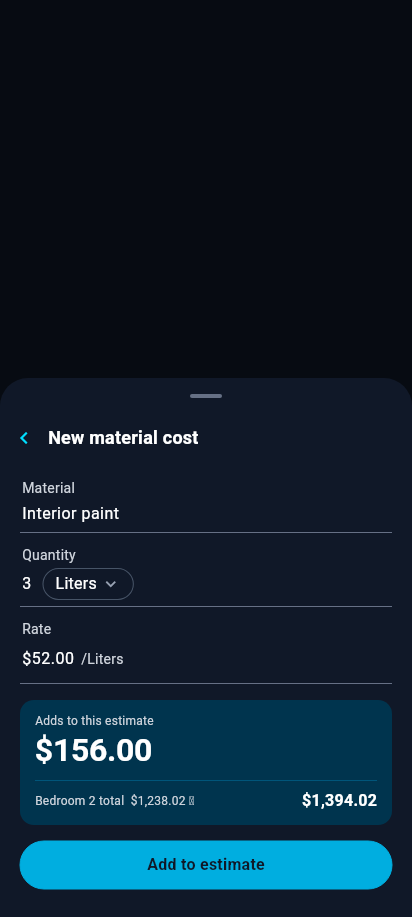 New material cost
Material
Interior paint
Quantity
3 Liters
Rate
$52.00 /Liters
Adds to this estimate
$156.00
Bedroom 2 total $1,238.02 $1,394.02
Add to estimate